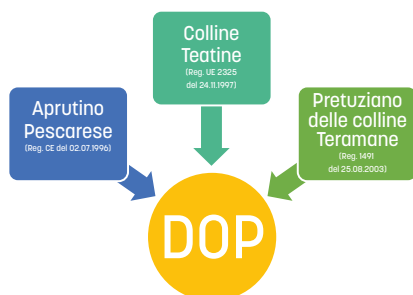 Colline
Teatine
(Reg. UE 2325
del 24.11.1997)
Aprutino
Pescarese
(Reg. CE del 02.07.1996)
Pretuziano
delle colline
Teramane
(Reg. 1491
del 25.08.2003)
DOP